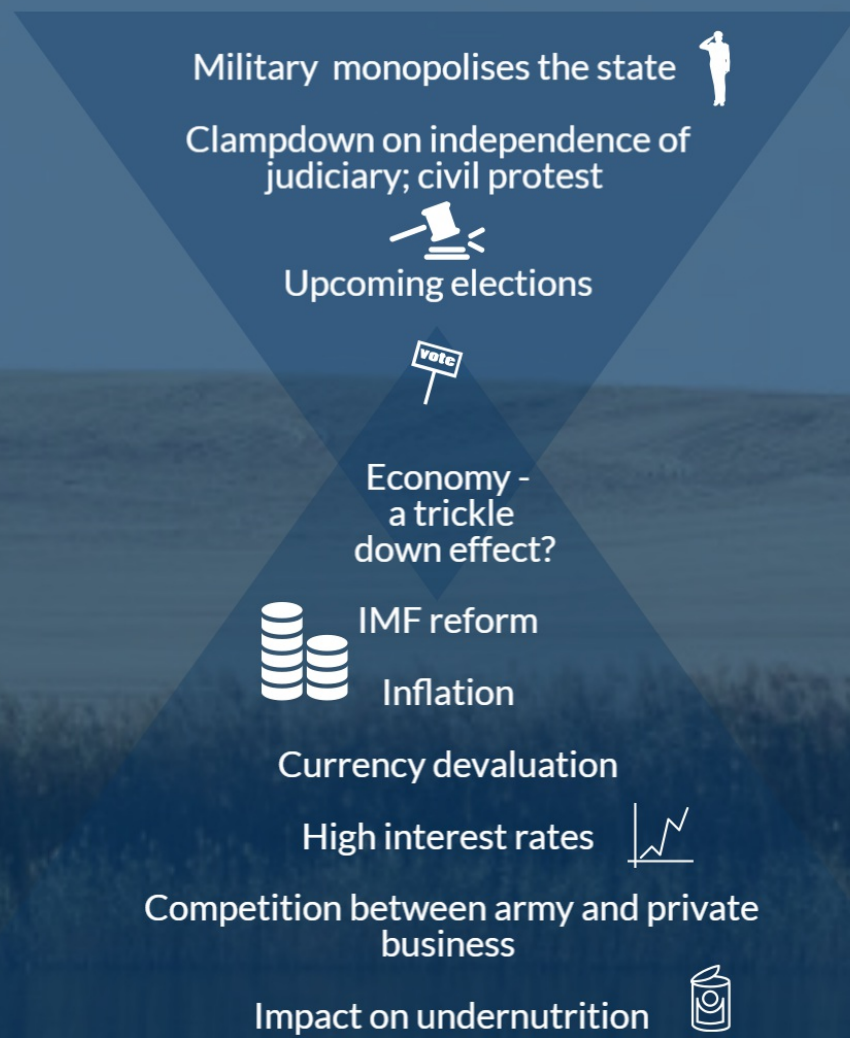 Military monopolises the state
Clampdown on independence of
judiciary; civil protest
Upcoming elections
vote
Economy -
a trickle
down effect?
IMF reform
Inflation
Currency devaluation
High interest rates
Competition between army and private
business
Impact on undernutrition